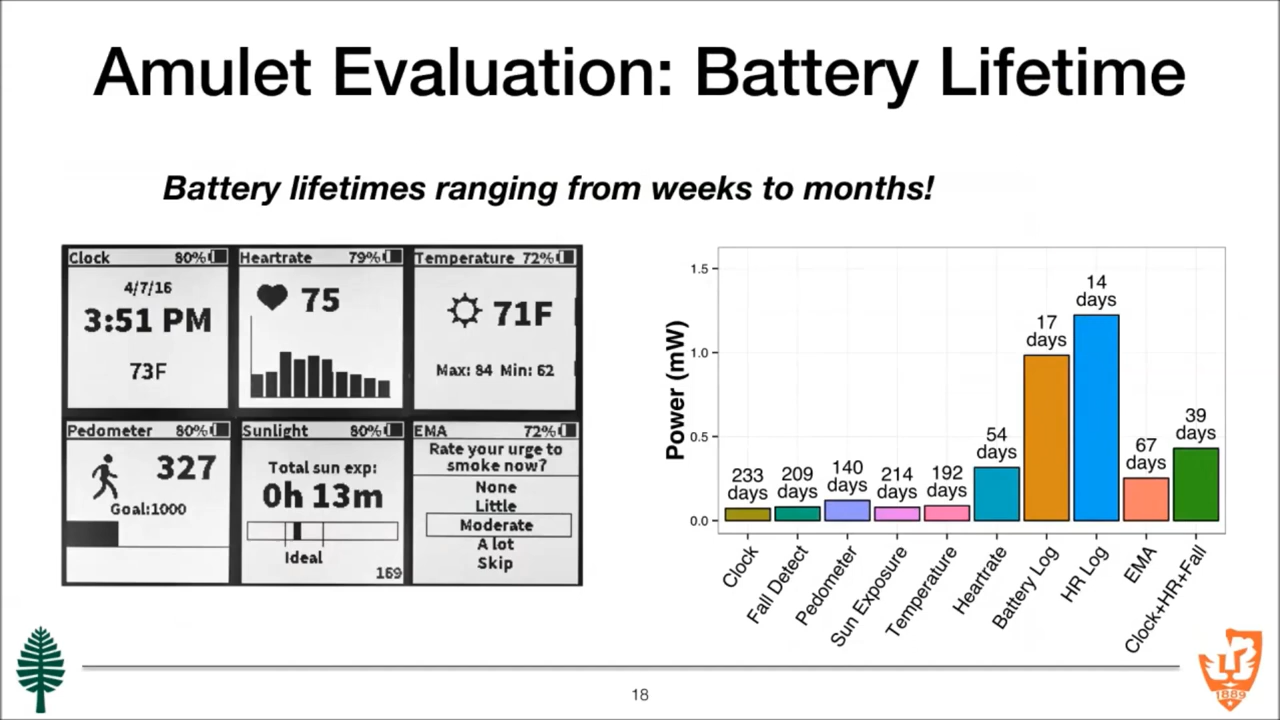 Amulet Evaluation: Battery Lifetime
Battery lifetimes ranging from weeks to months!
Clock 80%
4/7/16
3:51 PM
73F
Heartrate 79%
75
Temperature 72%
71F
Max: 84 Min: 62
Pedometer 80%
327
Goal:1000
Sunlight 80%
Total sun exp:
0h 13m
Ideal
169
EMA 72%
Rate your urge to
smoke now?
None
Little
Moderate
A lot
Skip
Power (mW)
1.5
1.0
0.5
0.0
233
days
209
days
140
days
214
days
192
days
54
days
17
days
14
days
67
days
39
days
Clock
Fall Detect
Pedometer
Sun Exposure
Temperature
Heartrate
Battery Log
HR Log
EMA
Clock+HR+Fall
18
1889